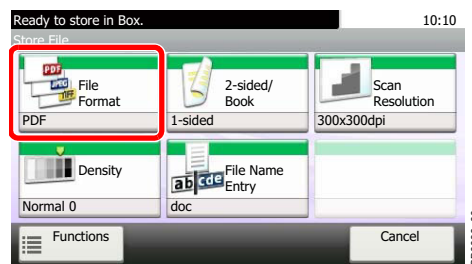 Ready to store in Box.
10:10
Store File
PDF
JPEG
TIFF
File
Format
PDF
2-sided/
Book
1-sided
Scan
Resolution
300x300dpi
Density
Normal 0
ab cde
File Name
Entry
doc
Functions
Cancel